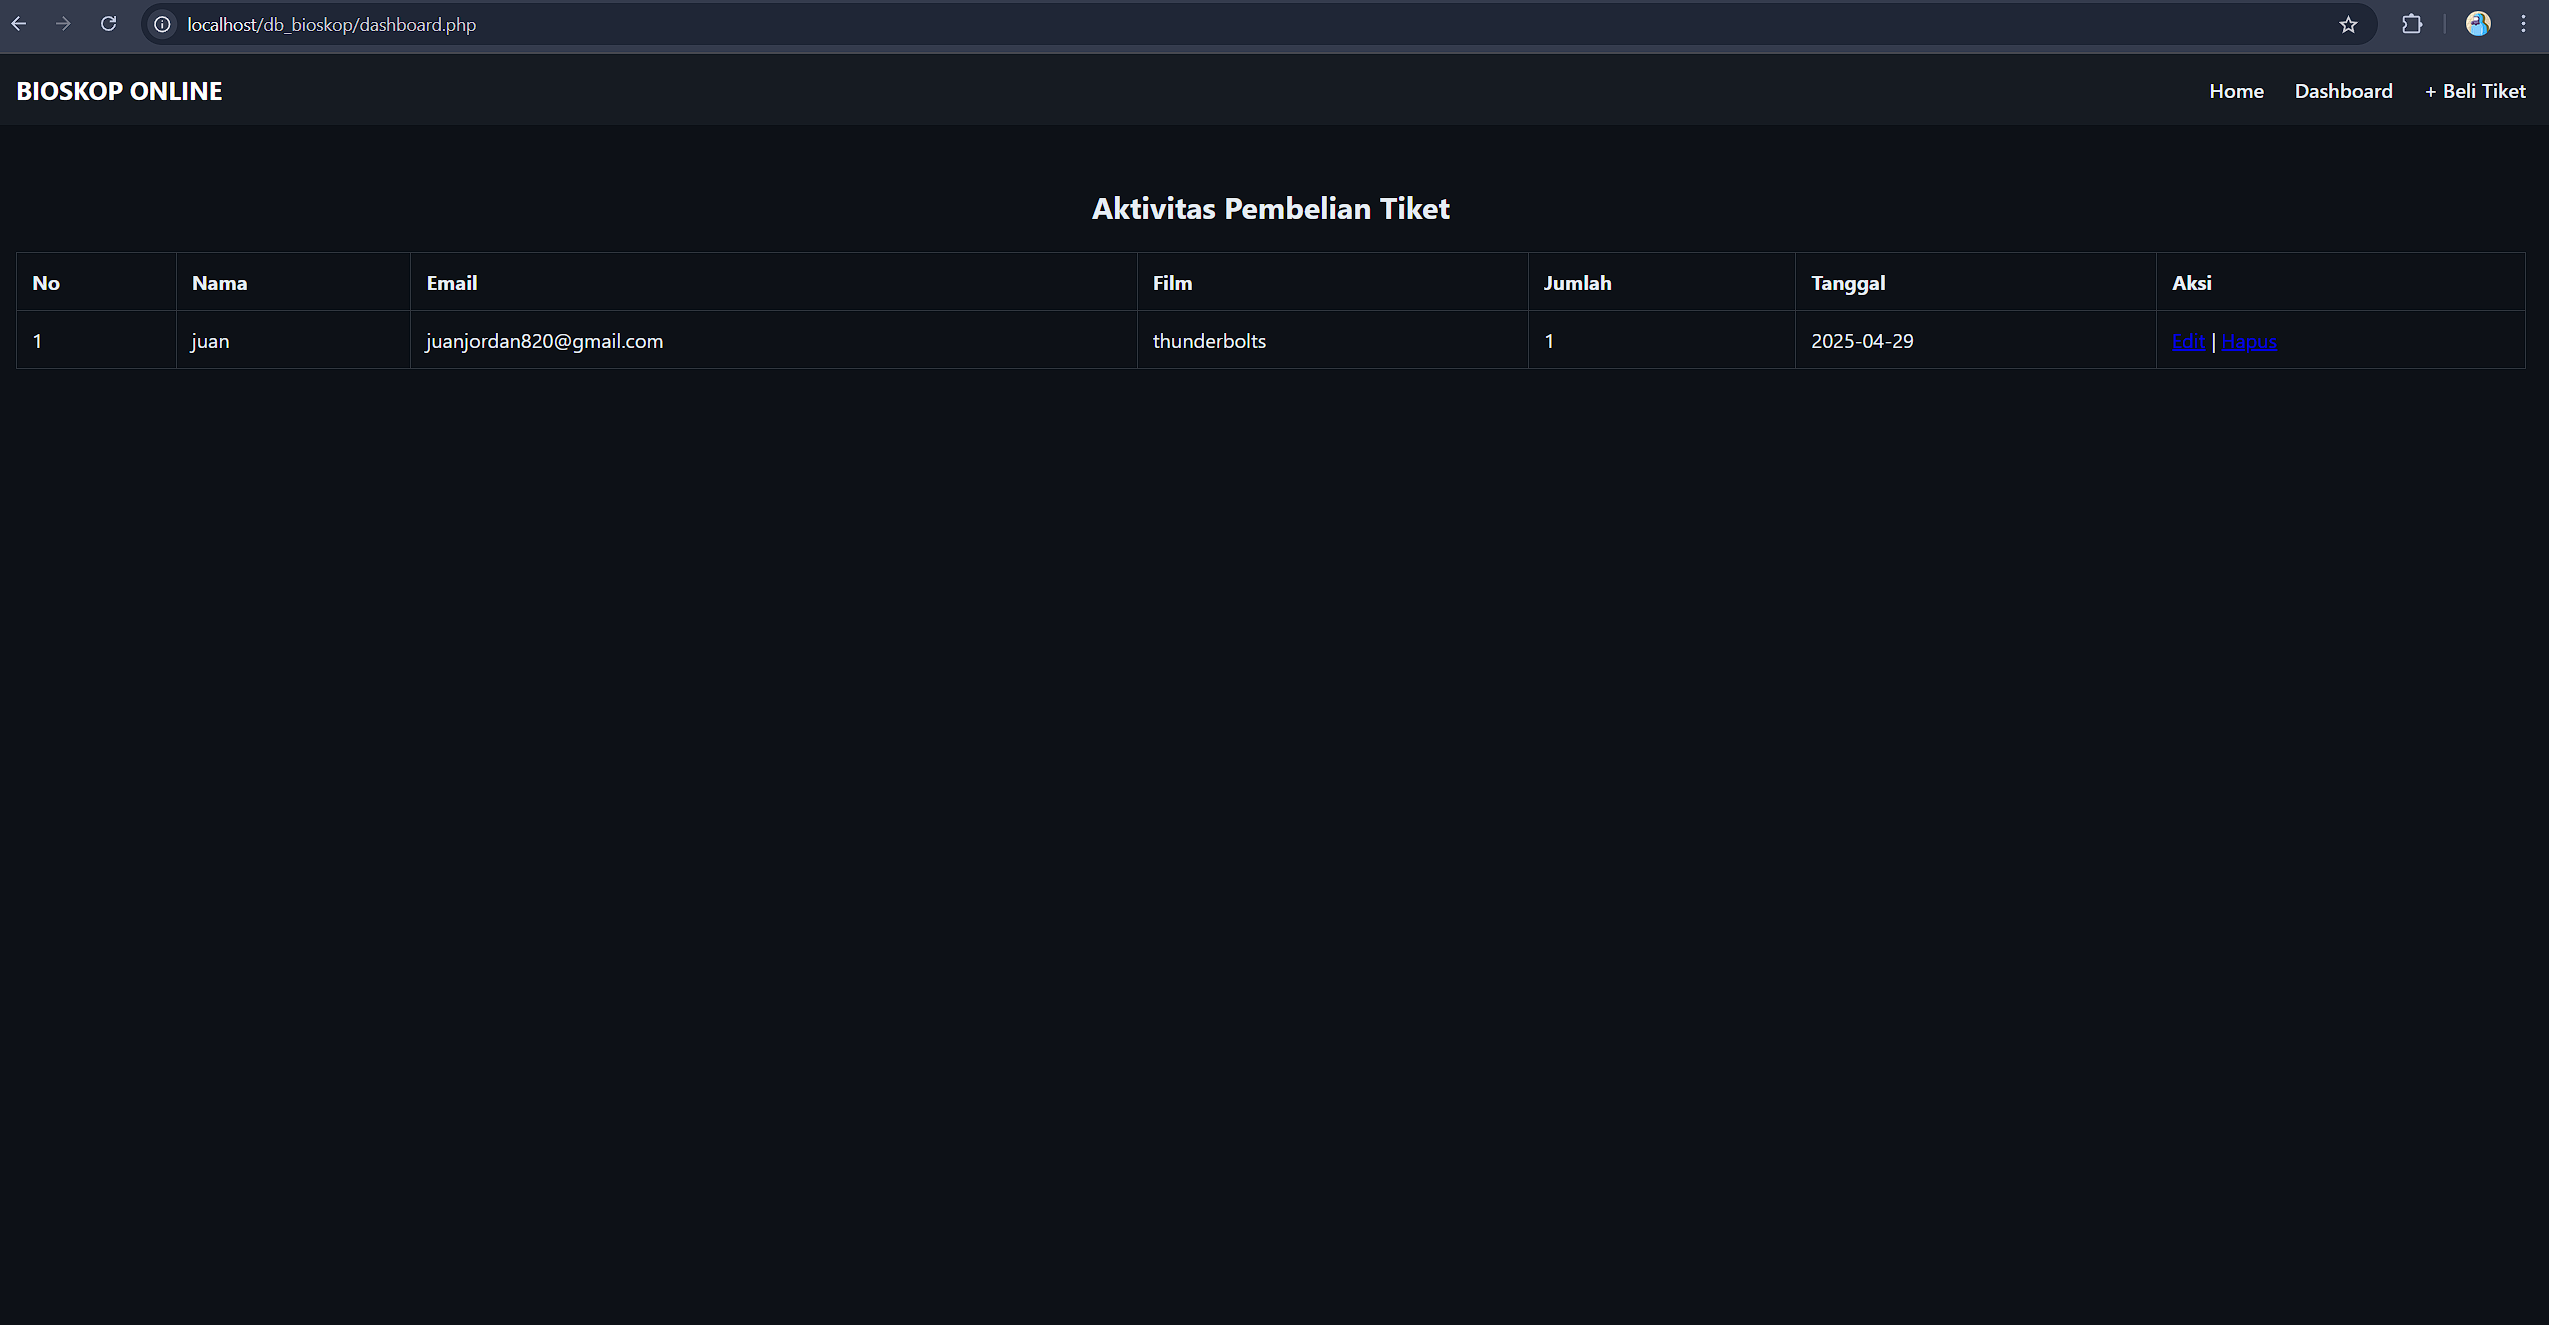 localhost/db_bioskop/dashboard.php
BIOSKOP ONLINE Home Dashboard + Beli Tiket
Aktivitas Pembelian Tiket
No Nama Email Film Jumlah Tanggal Aksi
1 juan juanjordan820@gmail.com thunderbolts 1 2025-04-29 Edit | Hapus